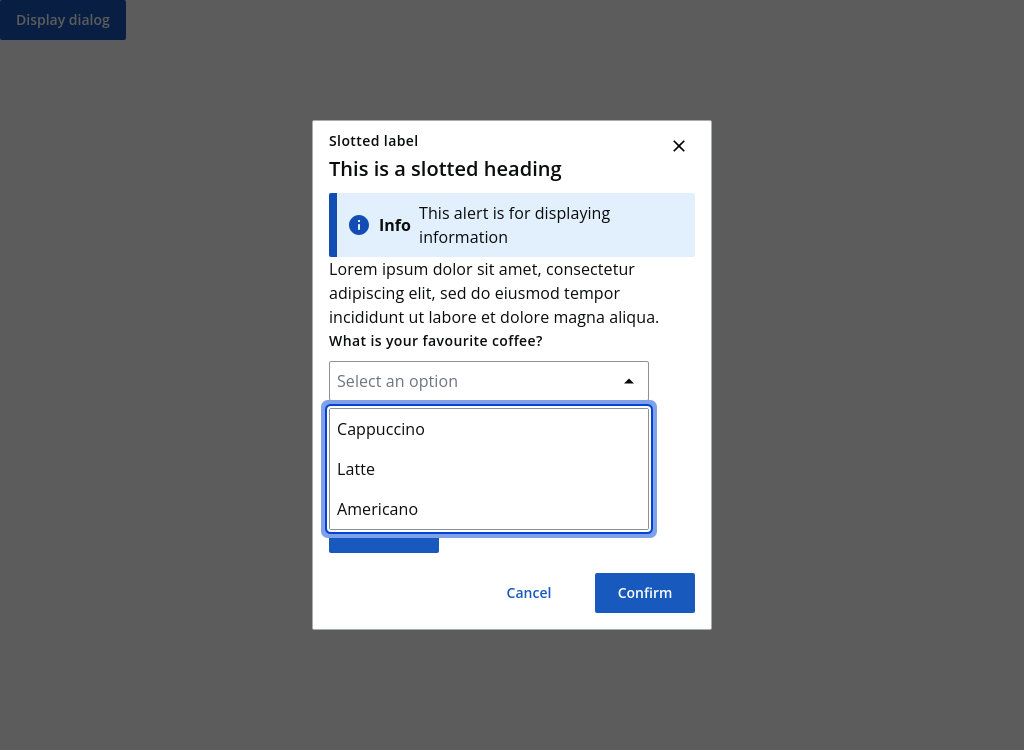 Display dialog
Slotted label
This is a slotted heading
Info This alert is for displaying
information
Lorem ipsum dolor sit amet, consectetur
adipiscing elit, sed do eiusmod tempor
incididunt ut labore et dolore magna aliqua.
What is your favourite coffee?
Select an option
Cappuccino
Latte
Americano
Cancel Confirm